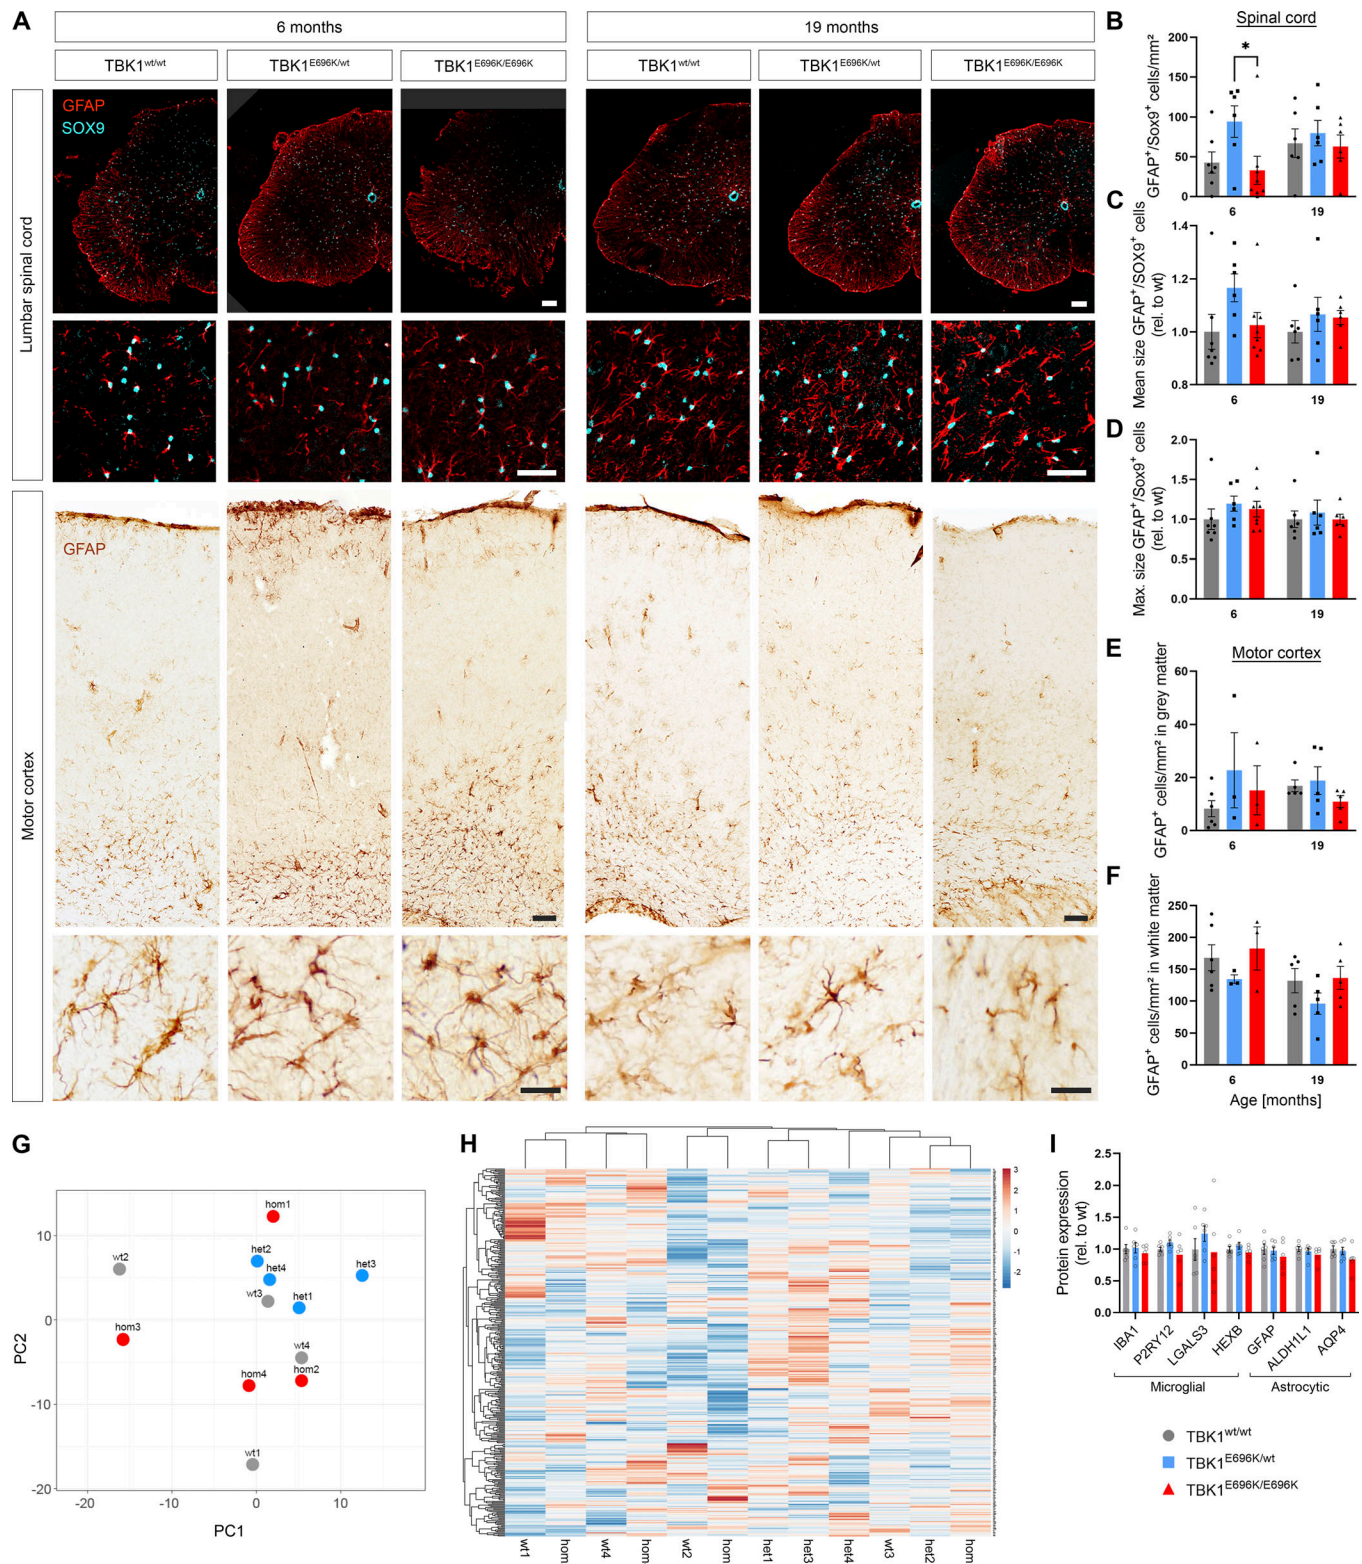 A
6 months
19 months
TBK1wt/wt
TBK1E696K/wt
TBK1E696K/E696K
TBK1wt/wt
TBK1E696K/wt
TBK1E696K/E696K
Lumbar spinal cord
GFAP
SOX9
Motor cortex
GFAP
B
Spinal cord
GFAP+/Sox9+ cells/mm²
200
150
100
50
0
*
6
19
C
Mean size GFAP+/SOX9+ cells
(rel. to wt)
1.4
1.2
1.0
0.8
6
19
D
Max. size GFAP+/Sox9+ cells
(rel. to wt)
2.0
1.5
1.0
0.5
0.0
6
19
E
Motor cortex
GFAP+ cells/mm² in grey matter
60
40
20
0
6
19
F
GFAP+ cells/mm² in white matter
250
200
150
100
50
0
6
19
Age [months]
G
PC2
10
0
-10
-20
hom1
wt2
het2
het4
het3
wt3
het1
hom3
wt4
hom2
hom4
wt1
-20
-10
0
10
PC1
H
3
2
1
0
-1
-2
wt1
hom
wt4
hom
wt2
hom
het1
het3
het4
wt3
het2
hom
I
Protein expression
(rel. to wt)
2.5
2.0
1.5
1.0
0.5
0.0
IBA1
P2RY12
LGALS3
HEXB
GFAP
ALDH1L1
AQP4
Microglial
Astrocytic
TBK1wt/wt
TBK1E696K/wt
TBK1E696K/E696K